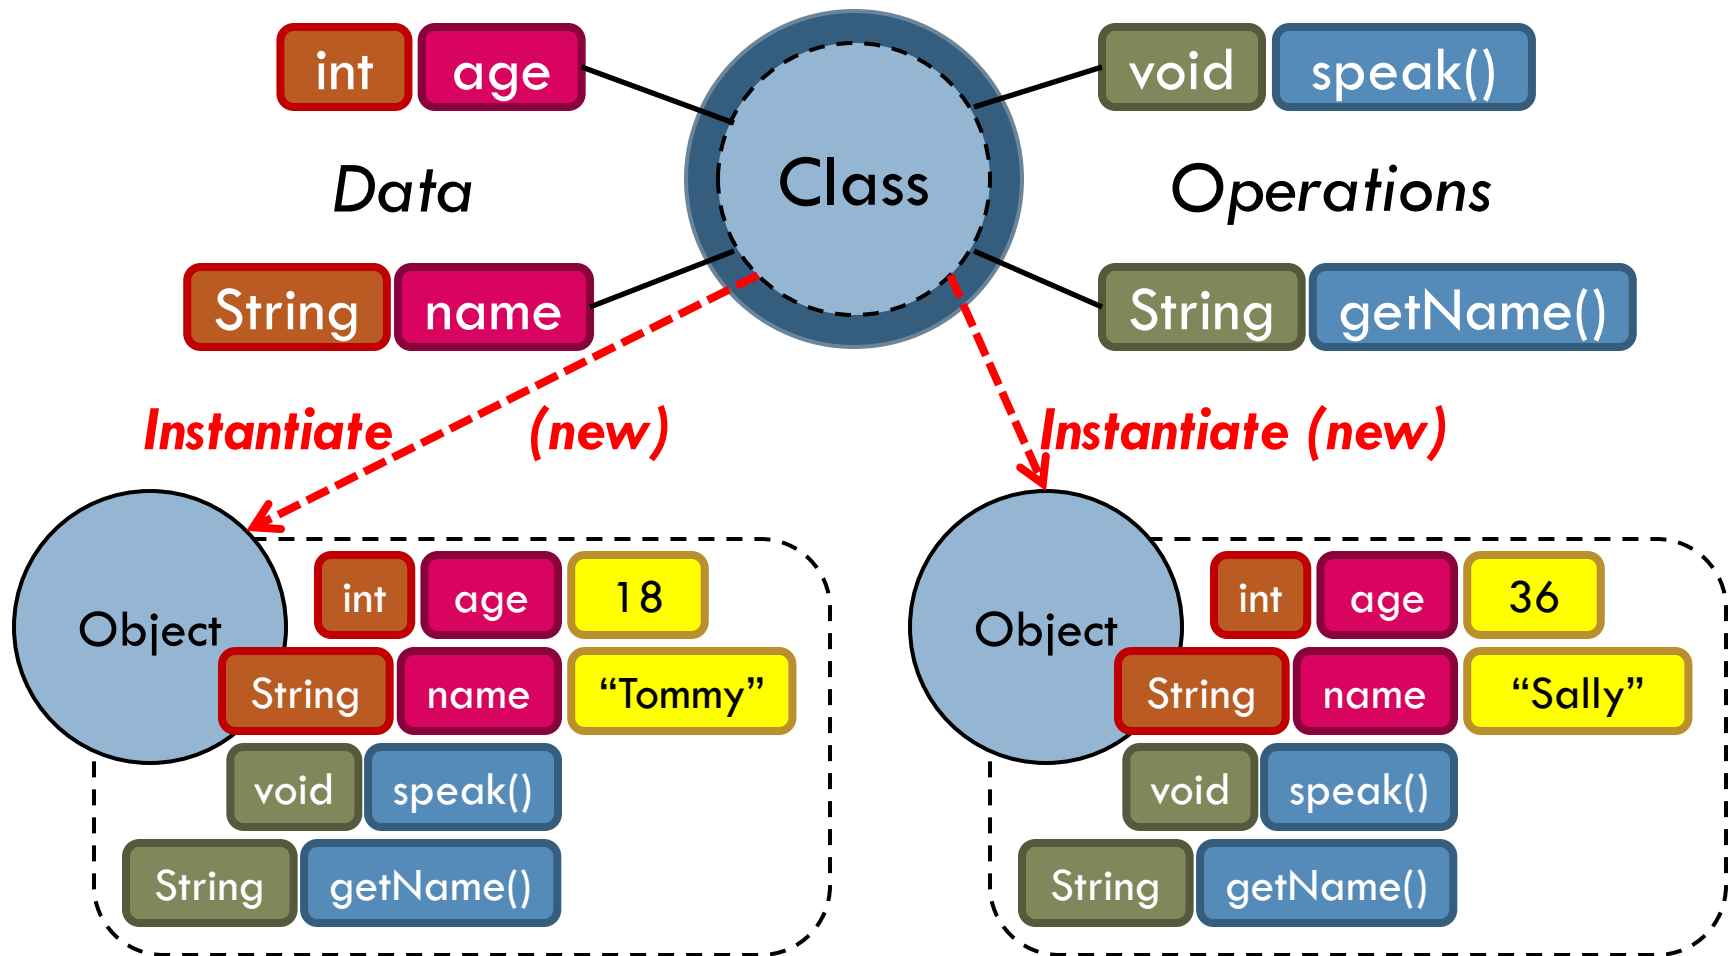 int age
void speak()
Data
Class
Operations
String name
String getName()
Instantiate (new)
Instantiate (new)
Object
int age 18
String name “Tommy”
void speak()
String getName()
Object
int age 36
String name “Sally”
void speak()
String getName()